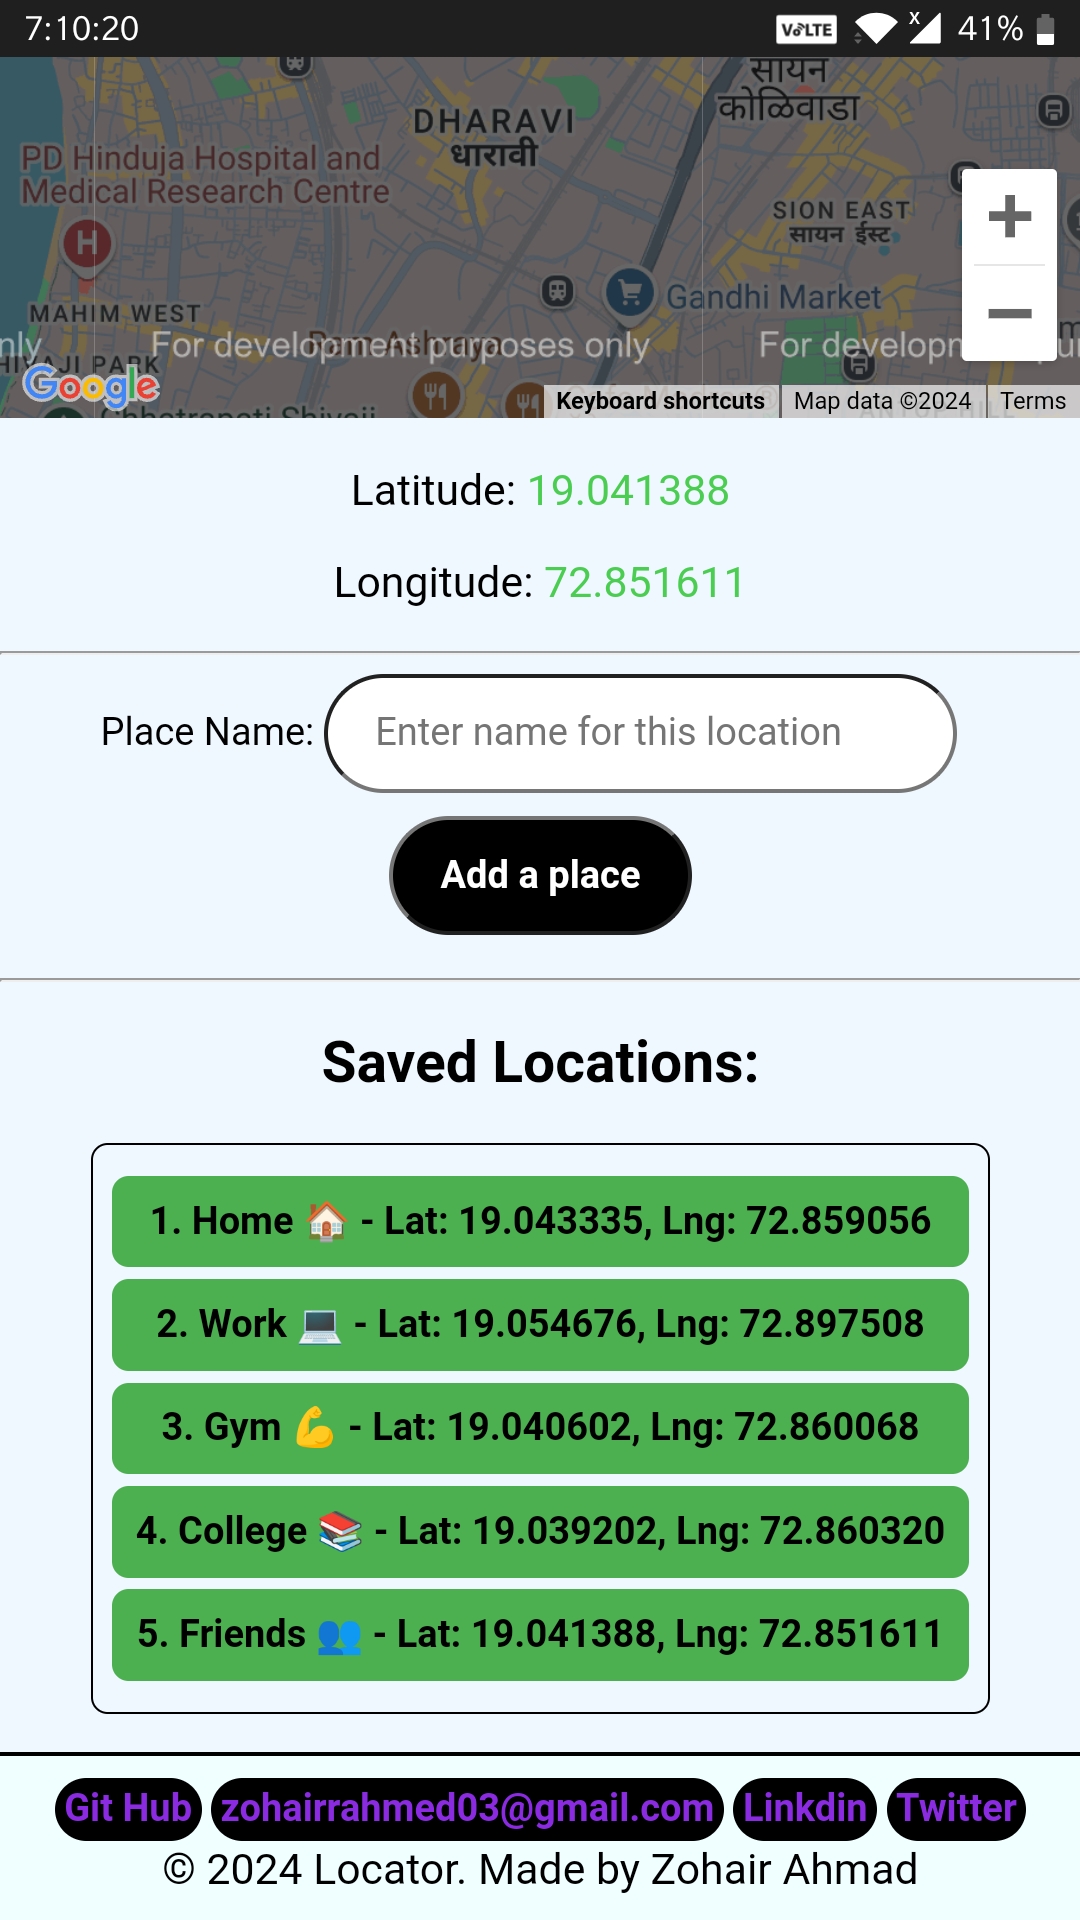 7:10:20 VoLTE x 41%
सायन
कोळिवाडा
DHARAVI
धारावी
PD Hinduja Hospital and
Medical Research Centre
H
SION EAST
सायन ईस्ट
+
Gandhi Market
MAHIM WEST
nly For development purposes only For developm
HIVAJI PARK
Google
Chhatrapati Shivaji
Keyboard shortcuts Map data ©2024 Terms
Latitude: 19.041388
Longitude: 72.851611
Place Name: Enter name for this location
Add a place
Saved Locations:
1. Home 🏠 - Lat: 19.043335, Lng: 72.859056
2. Work 💻 - Lat: 19.054676, Lng: 72.897508
3. Gym 💪 - Lat: 19.040602, Lng: 72.860068
4. College 📚 - Lat: 19.039202, Lng: 72.860320
5. Friends 👥 - Lat: 19.041388, Lng: 72.851611
Git Hub zohairrahmed03@gmail.com Linkdin Twitter
© 2024 Locator. Made by Zohair Ahmad